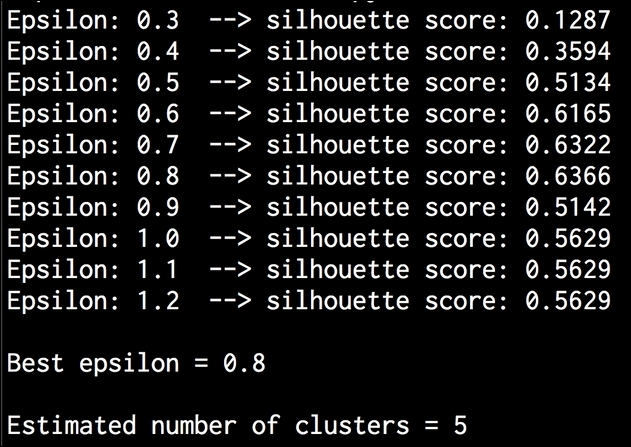 Epsilon: 0.3  --> silhouette score: 0.1287
Epsilon: 0.4  --> silhouette score: 0.3594
Epsilon: 0.5  --> silhouette score: 0.5134
Epsilon: 0.6  --> silhouette score: 0.6165
Epsilon: 0.7  --> silhouette score: 0.6322
Epsilon: 0.8  --> silhouette score: 0.6366
Epsilon: 0.9  --> silhouette score: 0.5142
Epsilon: 1.0  --> silhouette score: 0.5629
Epsilon: 1.1  --> silhouette score: 0.5629
Epsilon: 1.2  --> silhouette score: 0.5629
Best epsilon = 0.8
Estimated number of clusters = 5